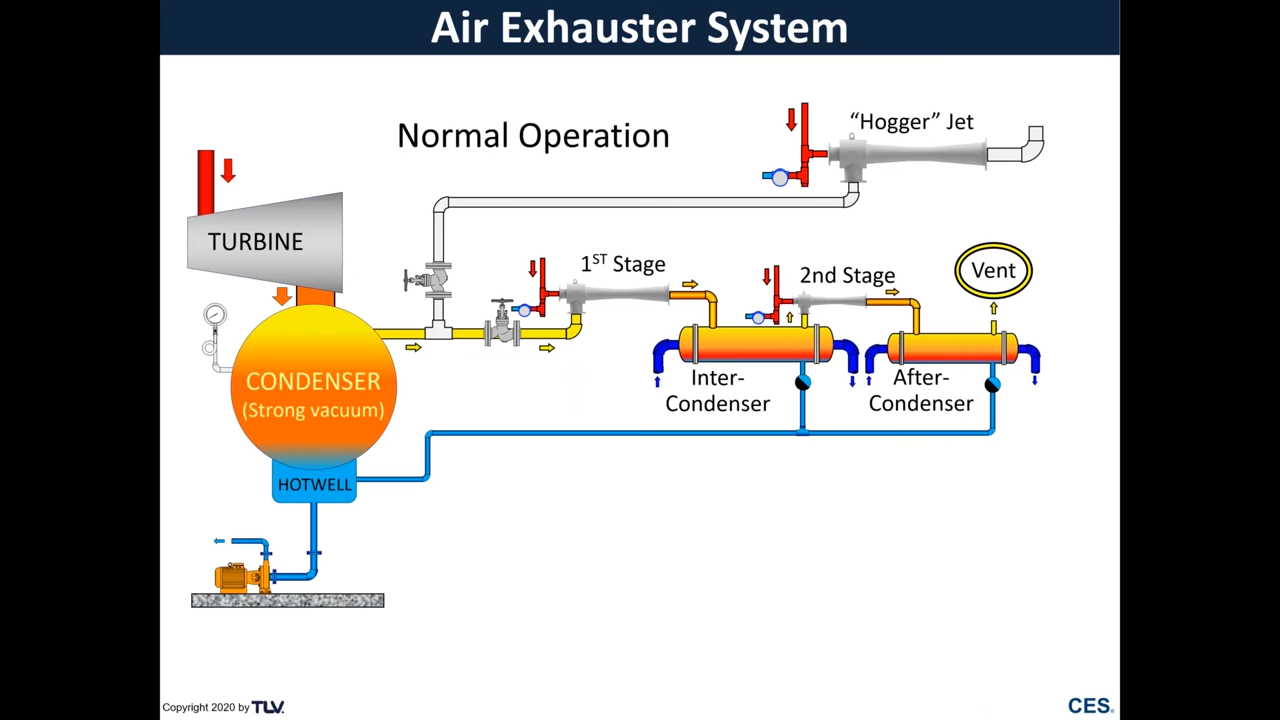 Air Exhauster System
Normal Operation
“Hogger” Jet
TURBINE
1ST Stage
2nd Stage
Vent
CONDENSER
(Strong vacuum)
Inter-
Condenser
After-
Condenser
HOTWELL
Copyright 2020 by TLV.
CES®